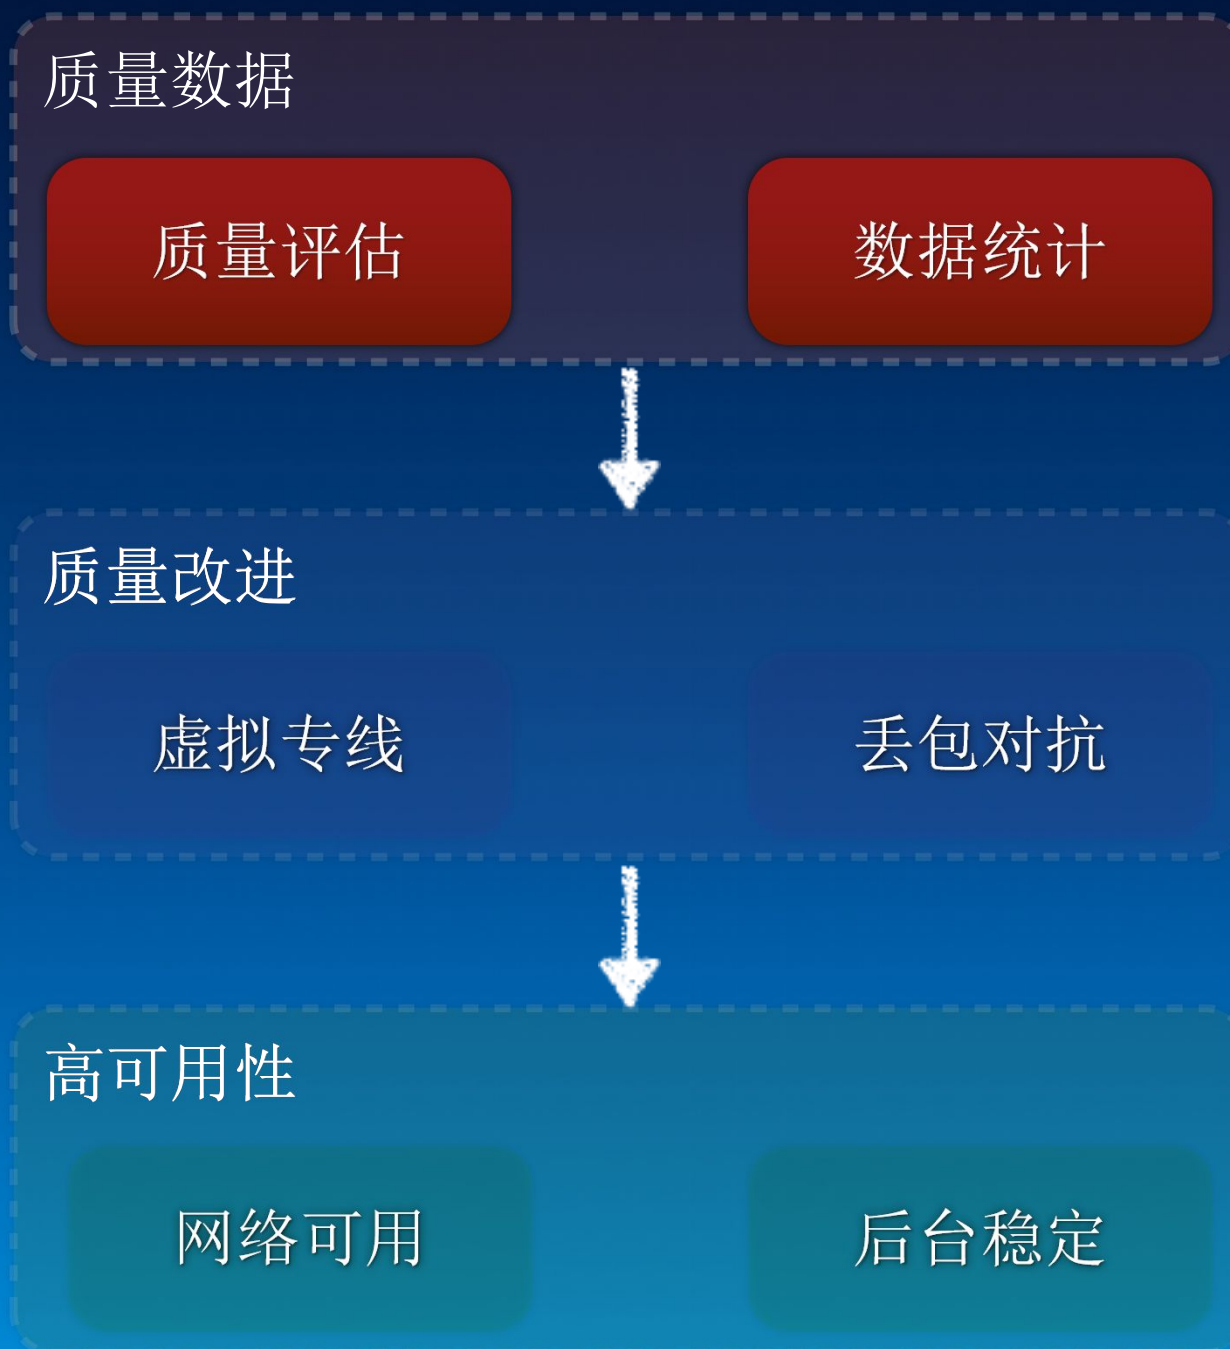 质量数据
质量评估
数据统计
质量改进
虚拟专线
丢包对抗
高可用性
网络可用
后台稳定